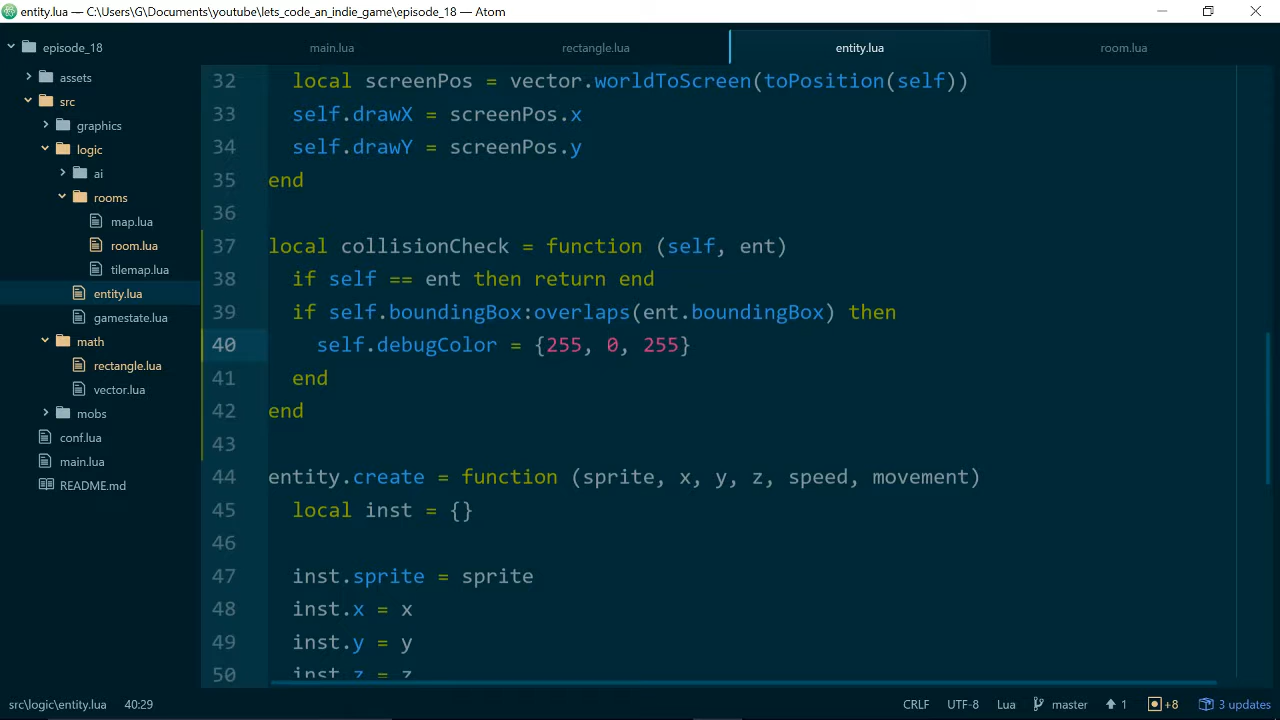 entity.lua — C:\Users\G\Documents\youtube\lets_code_an_indie_game\episode_18 — Atom
episode_18
assets
src
graphics
logic
ai
rooms
map.lua
room.lua
tilemap.lua
entity.lua
gamestate.lua
math
rectangle.lua
vector.lua
mobs
conf.lua
main.lua
README.md
main.lua
rectangle.lua
entity.lua
room.lua
32 local screenPos = vector.worldToScreen(toPosition(self))
33 self.drawX = screenPos.x
34 self.drawY = screenPos.y
35 end
36
37 local collisionCheck = function (self, ent)
38 if self == ent then return end
39 if self.boundingBox:overlaps(ent.boundingBox) then
40 self.debugColor = {255, 0, 255}
41 end
42 end
43
44 entity.create = function (sprite, x, y, z, speed, movement)
45 local inst = {}
46
47 inst.sprite = sprite
48 inst.x = x
49 inst.y = y
50 inst.z = z
src\logic\entity.lua 40:29 CRLF UTF-8 Lua master 1 +8 3 updates